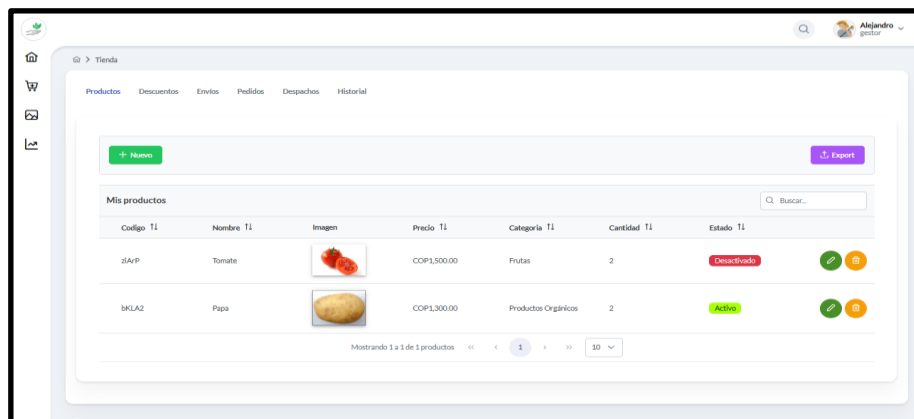 Alejandro
gestor
> Tienda
Productos Descuentos Envíos Pedidos Despachos Historial
+ Nuevo Export
Mis productos Buscar...
Codigo Nombre Imagen Precio Categoria Cantidad Estado
ziArP Tomate COP1,500.00 Frutas 2 Desactivado
bKLA2 Papa COP1,300.00 Productos Orgánicos 2 Activo
Mostrando 1 a 1 de 1 productos « ‹ 1 › » 10